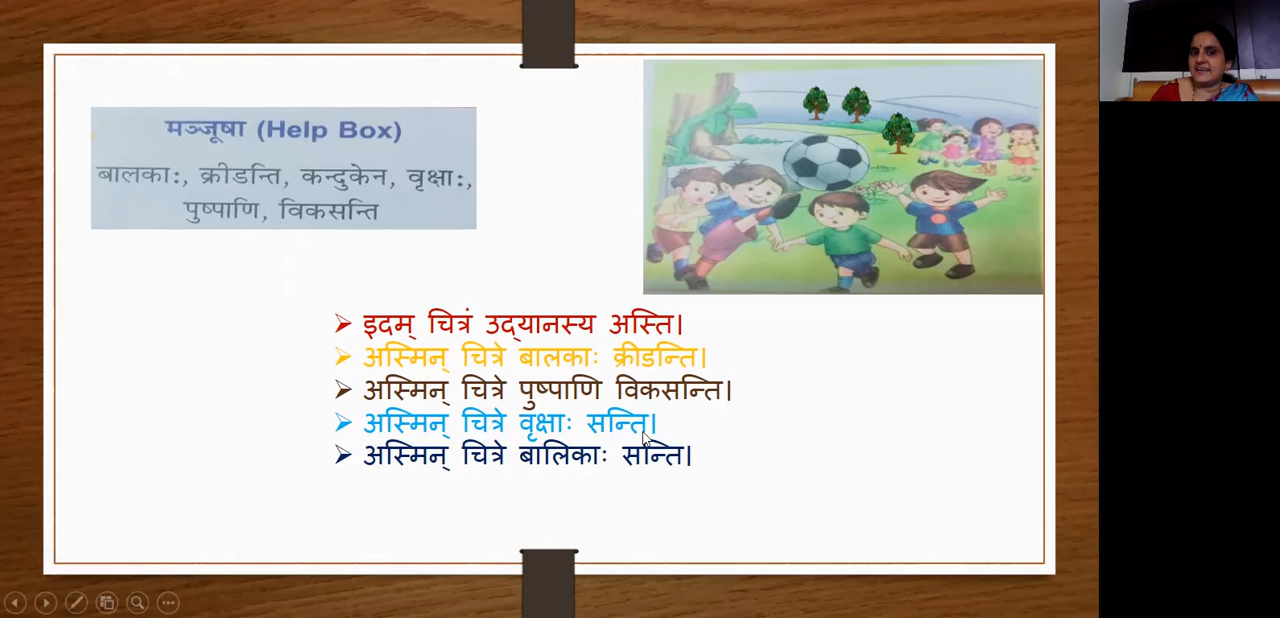 मञ्जूषा (Help Box)
बालकाः, क्रीडन्ति, कन्दुकेन, वृक्षाः,
पुष्पाणि, विकसन्ति
इदम् चित्रं उद्‌यानस्य अस्ति।
अस्मिन् चित्रे बालकाः क्रीडन्ति।
अस्मिन् चित्रे पुष्पाणि विकसन्ति।
अस्मिन् चित्रे वृक्षाः सन्ति।
अस्मिन् चित्रे बालिकाः सन्ति।